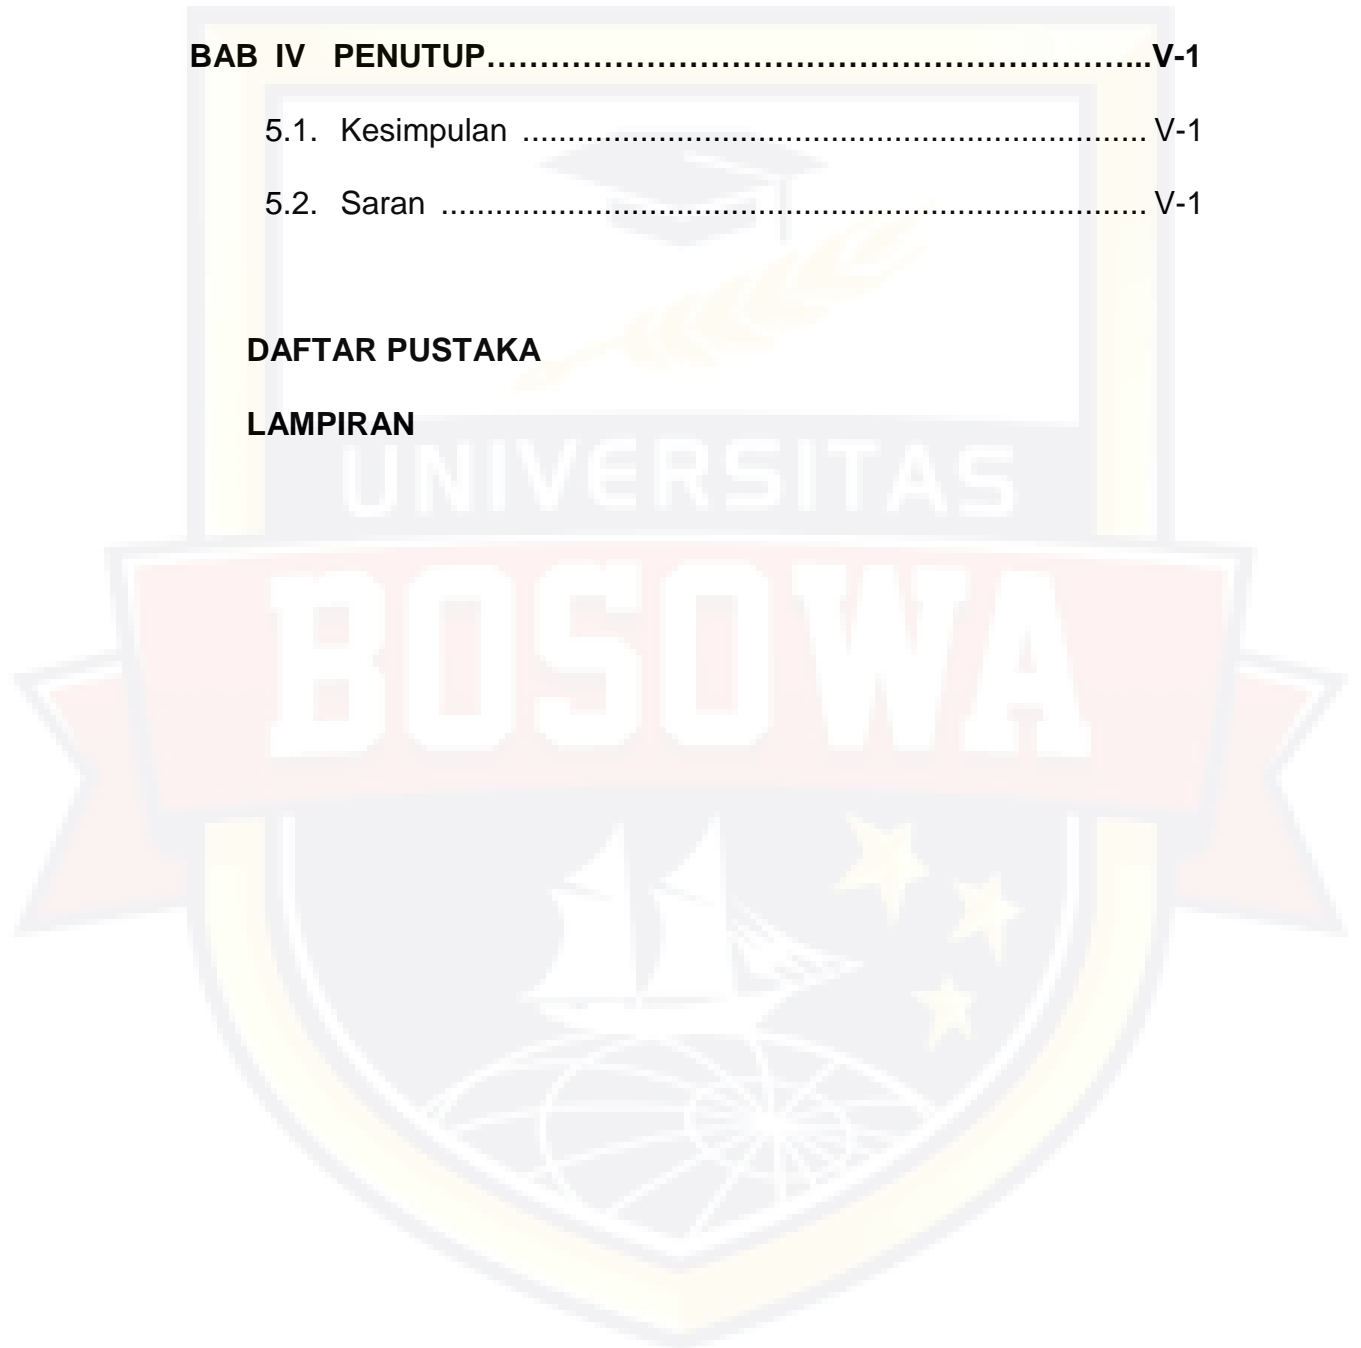 BAB IV PENUTUP.................................................................V-1
5.1. Kesimpulan ..................................................................... V-1
5.2. Saran .............................................................................. V-1
DAFTAR PUSTAKA
LAMPIRAN
UNIVERSITAS
BOSOWA